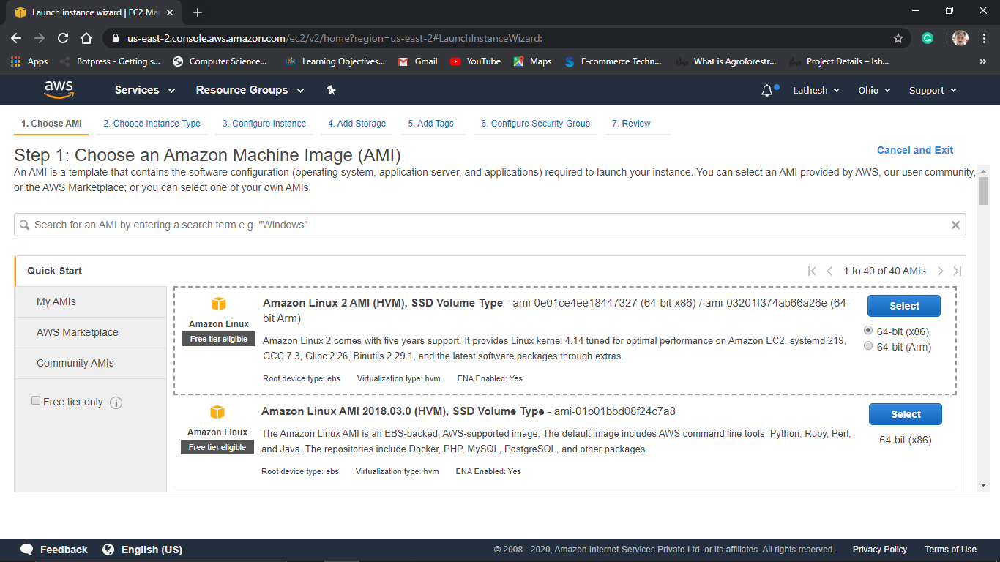 Launch instance wizard | EC2 Ma
us-east-2.console.aws.amazon.com/ec2/v2/home?region=us-east-2#LaunchInstanceWizard:
Apps Botpress - Getting s... Computer Science... Learning Objectives... Gmail YouTube Maps E-commerce Techn... What is Agroforestr... Project Details – Ish... »
aws Services Resource Groups Lathesh Ohio Support
1. Choose AMI 2. Choose Instance Type 3. Configure Instance 4. Add Storage 5. Add Tags 6. Configure Security Group 7. Review
Step 1: Choose an Amazon Machine Image (AMI)
Cancel and Exit
An AMI is a template that contains the software configuration (operating system, application server, and applications) required to launch your instance. You can select an AMI provided by AWS, our user community,
or the AWS Marketplace; or you can select one of your own AMIs.
Search for an AMI by entering a search term e.g. "Windows"
Quick Start
1 to 40 of 40 AMIs
My AMIs
AWS Marketplace
Community AMIs
Free tier only
Amazon Linux
Free tier eligible
Amazon Linux 2 AMI (HVM), SSD Volume Type - ami-0e01ce4ee18447327 (64-bit x86) / ami-03201f374ab66a26e (64-
bit Arm)
Amazon Linux 2 comes with five years support. It provides Linux kernel 4.14 tuned for optimal performance on Amazon EC2, systemd 219,
GCC 7.3, Glibc 2.26, Binutils 2.29.1, and the latest software packages through extras.
Root device type: ebs Virtualization type: hvm ENA Enabled: Yes
Select
64-bit (x86)
64-bit (Arm)
Amazon Linux
Free tier eligible
Amazon Linux AMI 2018.03.0 (HVM), SSD Volume Type - ami-01b01bbd08f24c7a8
The Amazon Linux AMI is an EBS-backed, AWS-supported image. The default image includes AWS command line tools, Python, Ruby, Perl,
and Java. The repositories include Docker, PHP, MySQL, PostgreSQL, and other packages.
Root device type: ebs Virtualization type: hvm ENA Enabled: Yes
Select
64-bit (x86)
Feedback English (US) © 2008 - 2020, Amazon Internet Services Private Ltd. or its affiliates. All rights reserved. Privacy Policy Terms of Use